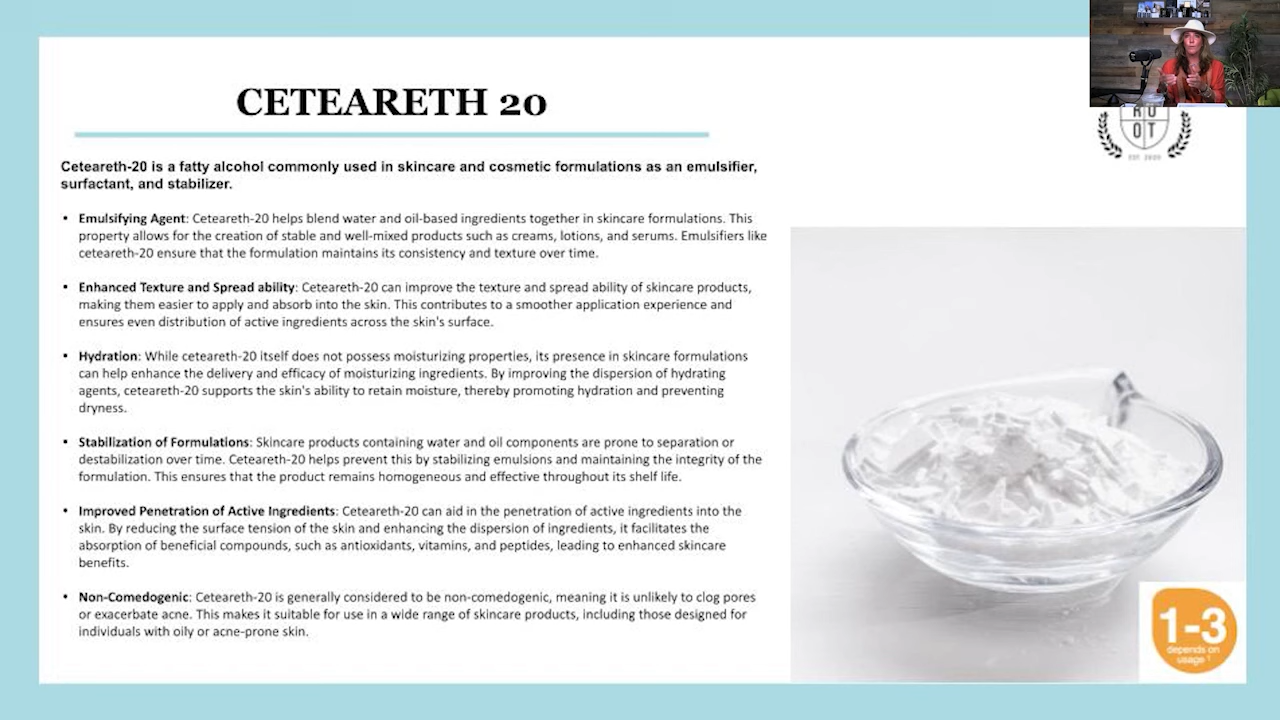 CETEARETH 20
Ceteareth-20 is a fatty alcohol commonly used in skincare and cosmetic formulations as an emulsifier,
surfactant, and stabilizer.
• Emulsifying Agent: Ceteareth-20 helps blend water and oil-based ingredients together in skincare formulations. This
property allows for the creation of stable and well-mixed products such as creams, lotions, and serums. Emulsifiers like
ceteareth-20 ensure that the formulation maintains its consistency and texture over time.
• Enhanced Texture and Spread ability: Ceteareth-20 can improve the texture and spread ability of skincare products,
making them easier to apply and absorb into the skin. This contributes to a smoother application experience and
ensures even distribution of active ingredients across the skin's surface.
• Hydration: While ceteareth-20 itself does not possess moisturizing properties, its presence in skincare formulations
can help enhance the delivery and efficacy of moisturizing ingredients. By improving the dispersion of hydrating
agents, ceteareth-20 supports the skin's ability to retain moisture, thereby promoting hydration and preventing
dryness.
• Stabilization of Formulations: Skincare products containing water and oil components are prone to separation or
destabilization over time. Ceteareth-20 helps prevent this by stabilizing emulsions and maintaining the integrity of the
formulation. This ensures that the product remains homogeneous and effective throughout its shelf life.
• Improved Penetration of Active Ingredients: Ceteareth-20 can aid in the penetration of active ingredients into the
skin. By reducing the surface tension of the skin and enhancing the dispersion of ingredients, it facilitates the
absorption of beneficial compounds, such as antioxidants, vitamins, and peptides, leading to enhanced skincare
benefits.
• Non-Comedogenic: Ceteareth-20 is generally considered to be non-comedogenic, meaning it is unlikely to clog pores
or exacerbate acne. This makes it suitable for use in a wide range of skincare products, including those designed for
individuals with oily or acne-prone skin.
RO
OT
EST 2020
1-3
depends on
usage